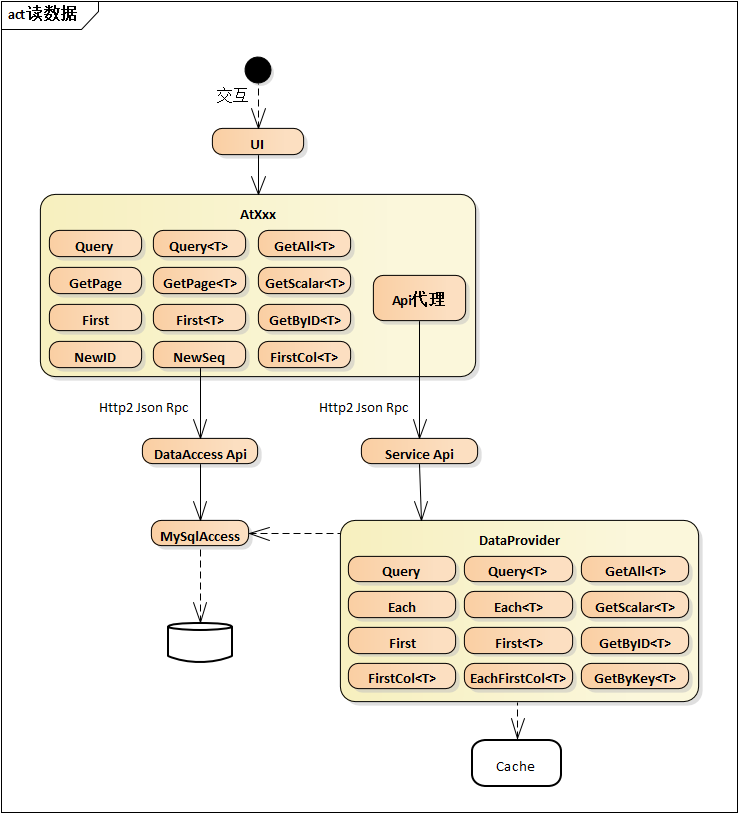 act读数据
交互
UI
AtXxx
Query
Query<T>
GetAll<T>
GetPage
GetPage<T>
GetScalar<T>
Api代理
First
First<T>
GetByID<T>
NewID
NewSeq
FirstCol<T>
Http2 Json Rpc
Http2 Json Rpc
DataAccess Api
Service Api
MySqlAccess
DataProvider
Query
Query<T>
GetAll<T>
Each
Each<T>
GetScalar<T>
First
First<T>
GetByID<T>
FirstCol<T>
EachFirstCol<T>
GetByKey<T>
Cache